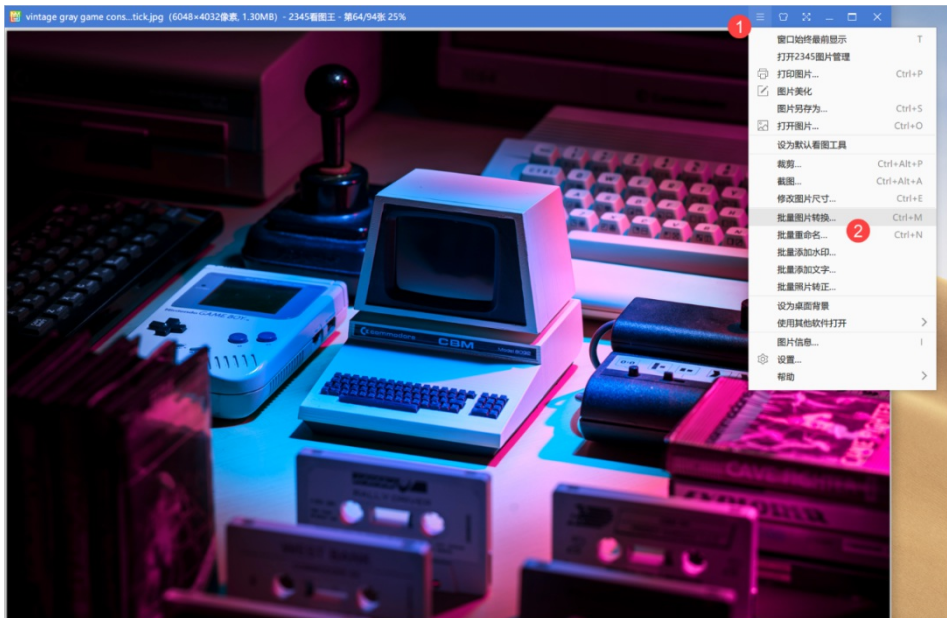 vintage gray game cons...tick.jpg (6048×4032像素, 1.30MB) - 2345看图王 - 第64/94张 25%
1
窗口始终最前显示 T
打开2345图片管理
打印图片... Ctrl+P
图片美化
图片另存为... Ctrl+S
打开图片... Ctrl+O
设为默认看图工具
裁剪... Ctrl+Alt+P
截图... Ctrl+Alt+A
修改图片尺寸... Ctrl+E
批量图片转换... Ctrl+M
2
批量重命名... Ctrl+N
批量添加水印...
批量添加文字...
批量照片转正...
设为桌面背景
使用其他软件打开
图片信息... I
设置...
帮助
Nintendo GAME BOY
commodore CBM
RALLY DRIVER
WEST BANK